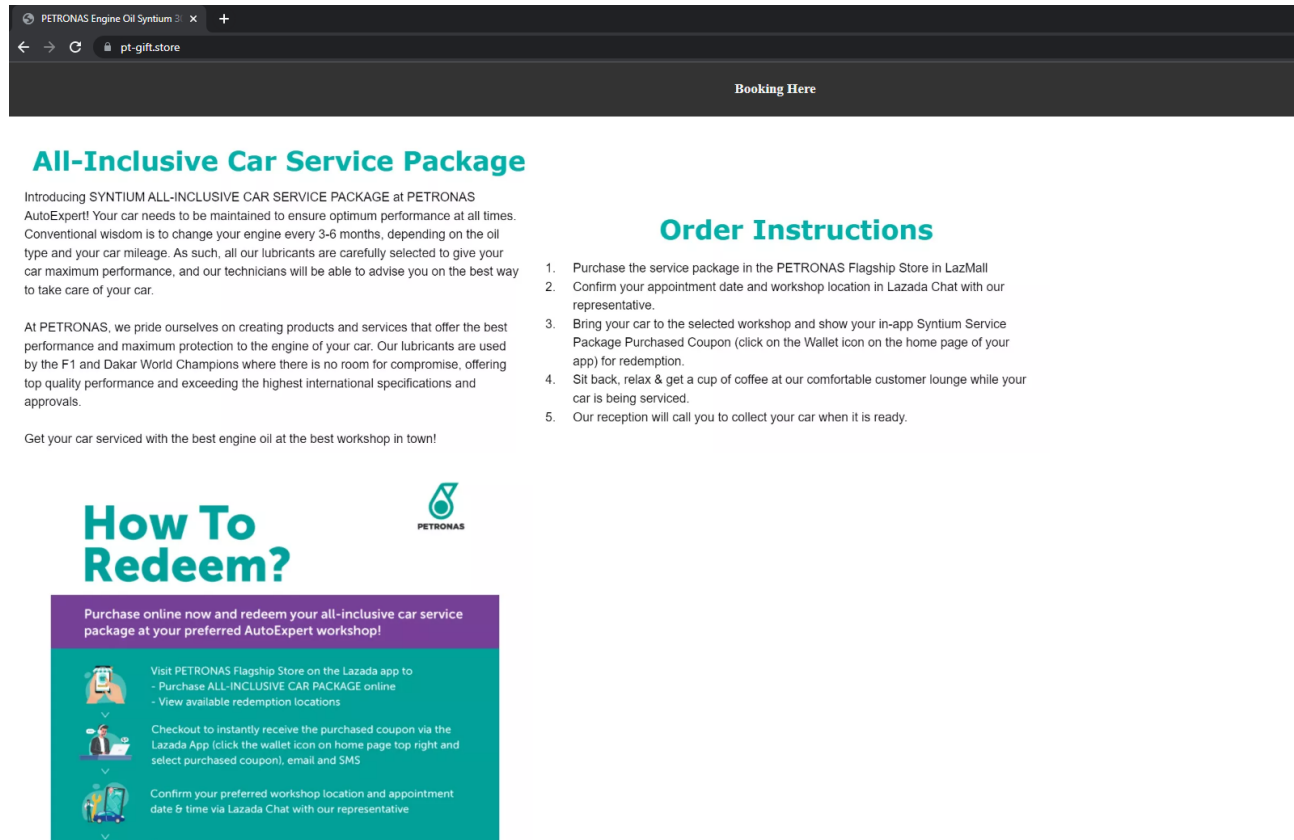 PETRONAS Engine Oil Syntium 3
pt-gift.store
Booking Here
All-Inclusive Car Service Package
Introducing SYNTIUM ALL-INCLUSIVE CAR SERVICE PACKAGE at PETRONAS
AutoExpert! Your car needs to be maintained to ensure optimum performance at all times.
Conventional wisdom is to change your engine every 3-6 months, depending on the oil
type and your car mileage. As such, all our lubricants are carefully selected to give your
car maximum performance, and our technicians will be able to advise you on the best way
to take care of your car.
At PETRONAS, we pride ourselves on creating products and services that offer the best
performance and maximum protection to the engine of your car. Our lubricants are used
by the F1 and Dakar World Champions where there is no room for compromise, offering
top quality performance and exceeding the highest international specifications and
approvals.
Get your car serviced with the best engine oil at the best workshop in town!
Order Instructions
1. Purchase the service package in the PETRONAS Flagship Store in LazMall
2. Confirm your appointment date and workshop location in Lazada Chat with our
representative.
3. Bring your car to the selected workshop and show your in-app Syntium Service
Package Purchased Coupon (click on the Wallet icon on the home page of your
app) for redemption.
4. Sit back, relax & get a cup of coffee at our comfortable customer lounge while your
car is being serviced.
5. Our reception will call you to collect your car when it is ready.
How To
Redeem?
PETRONAS
Purchase online now and redeem your all-inclusive car service
package at your preferred AutoExpert workshop!
Visit PETRONAS Flagship Store on the Lazada app to
- Purchase ALL-INCLUSIVE CAR PACKAGE online
- View available redemption locations
Checkout to instantly receive the purchased coupon via the
Lazada App (click the wallet icon on home page top right and
select purchased coupon), email and SMS
Confirm your preferred workshop location and appointment
date & time via Lazada Chat with our representative